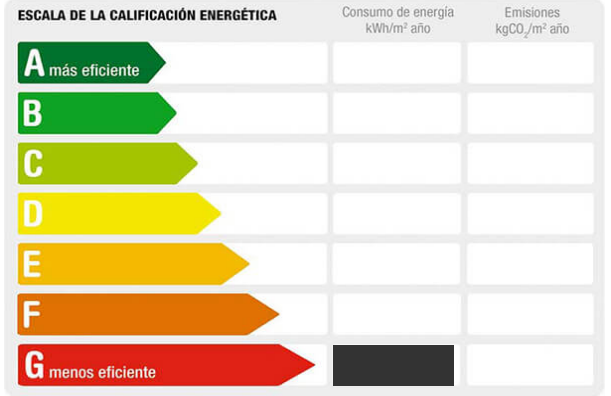 ESCALA DE LA CALIFICACIÓN ENERGÉTICA
Consumo de energía
kWh/m² año
Emisiones
kgCO₂/m² año
A más eficiente
B
C
D
E
F
G menos eficiente